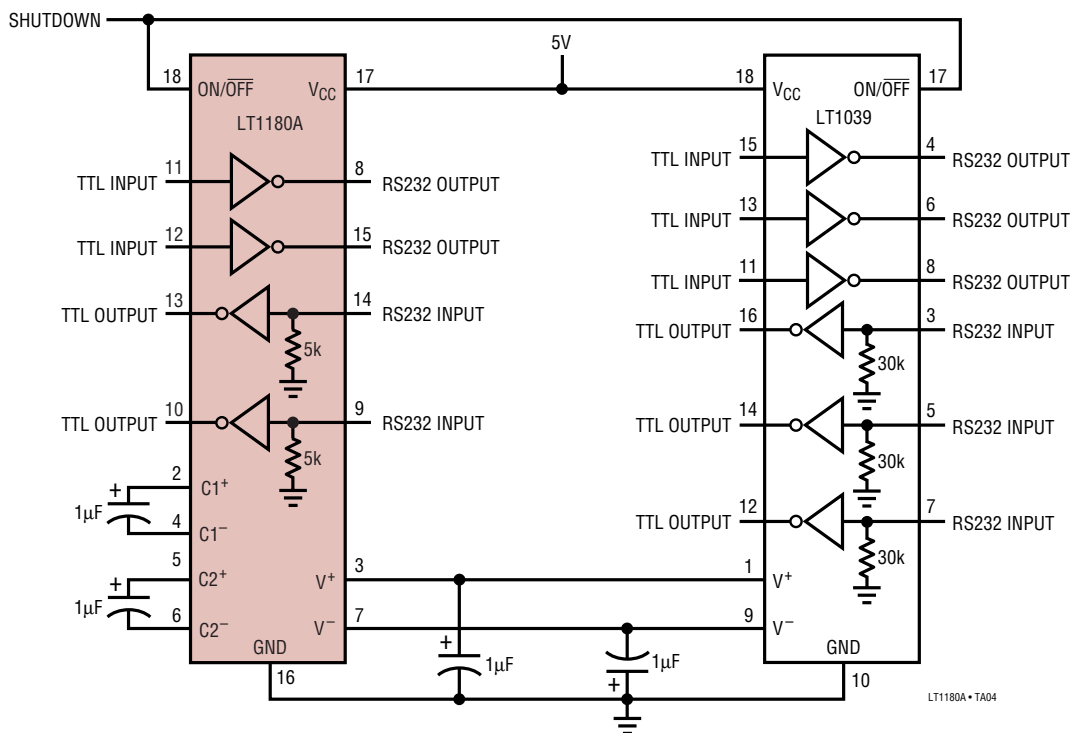 SHUTDOWN
5V
18 ON/OFF VCC 17
18 VCC ON/OFF 17
LT1180A
LT1039
TTL INPUT 11 8 RS232 OUTPUT
TTL INPUT 12 15 RS232 OUTPUT
TTL OUTPUT 13 14 RS232 INPUT
5k
TTL OUTPUT 10 9 RS232 INPUT
5k
2 C1+
+ 1µF
4 C1−
5 C2+
+ 1µF
6 C2−
V+ 3
V− 7
GND
16
+ 1µF
1µF +
TTL INPUT 15 4 RS232 OUTPUT
TTL INPUT 13 6 RS232 OUTPUT
TTL INPUT 11 8 RS232 OUTPUT
TTL OUTPUT 16 3 RS232 INPUT
30k
TTL OUTPUT 14 5 RS232 INPUT
30k
TTL OUTPUT 12 7 RS232 INPUT
30k
1 V+
9 V−
GND
10
LT1180A • TA04